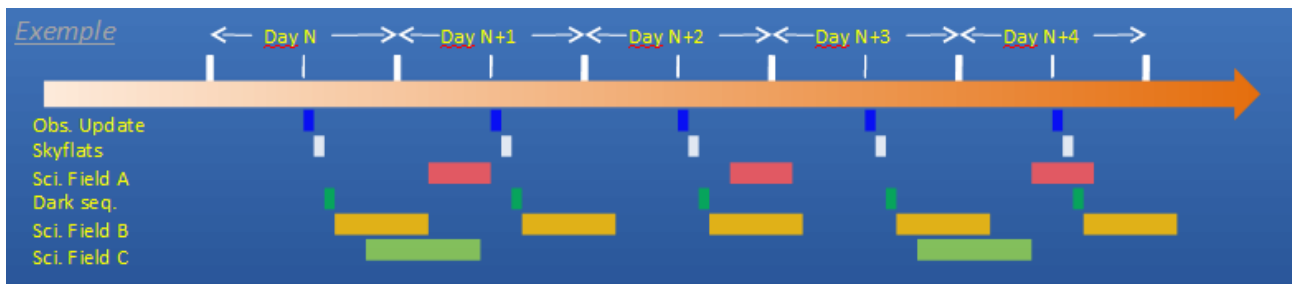 Exemple
Day N Day N+1 Day N+2 Day N+3 Day N+4
Obs. Update
Skyflats
Sci. Field A
Dark seq.
Sci. Field B
Sci. Field C